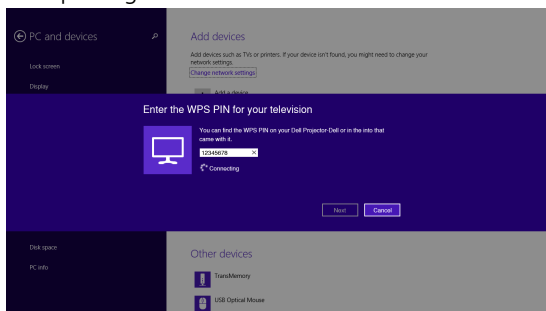 PC and devices
Lock screen
Display
Add devices
Add devices such as TVs or printers. If your device isn't found, you might need to change your
network settings.
Change network settings
Add a device
Enter the WPS PIN for your television
You can find the WPS PIN on your Dell Projector-Dell or in the into that
came with it.
12345678
Connecting
Next
Cancel
Disk space
PC info
Other devices
TransMemory
USB Optical Mouse